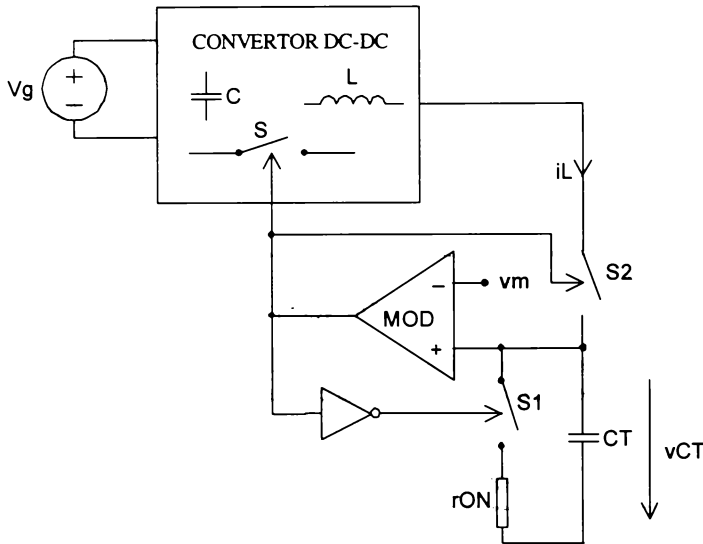 CONVERTOR DC-DC
L
C
Vg
+
−
S
iL
S2
− vm
MOD
+
S1
CT
vCT
rON